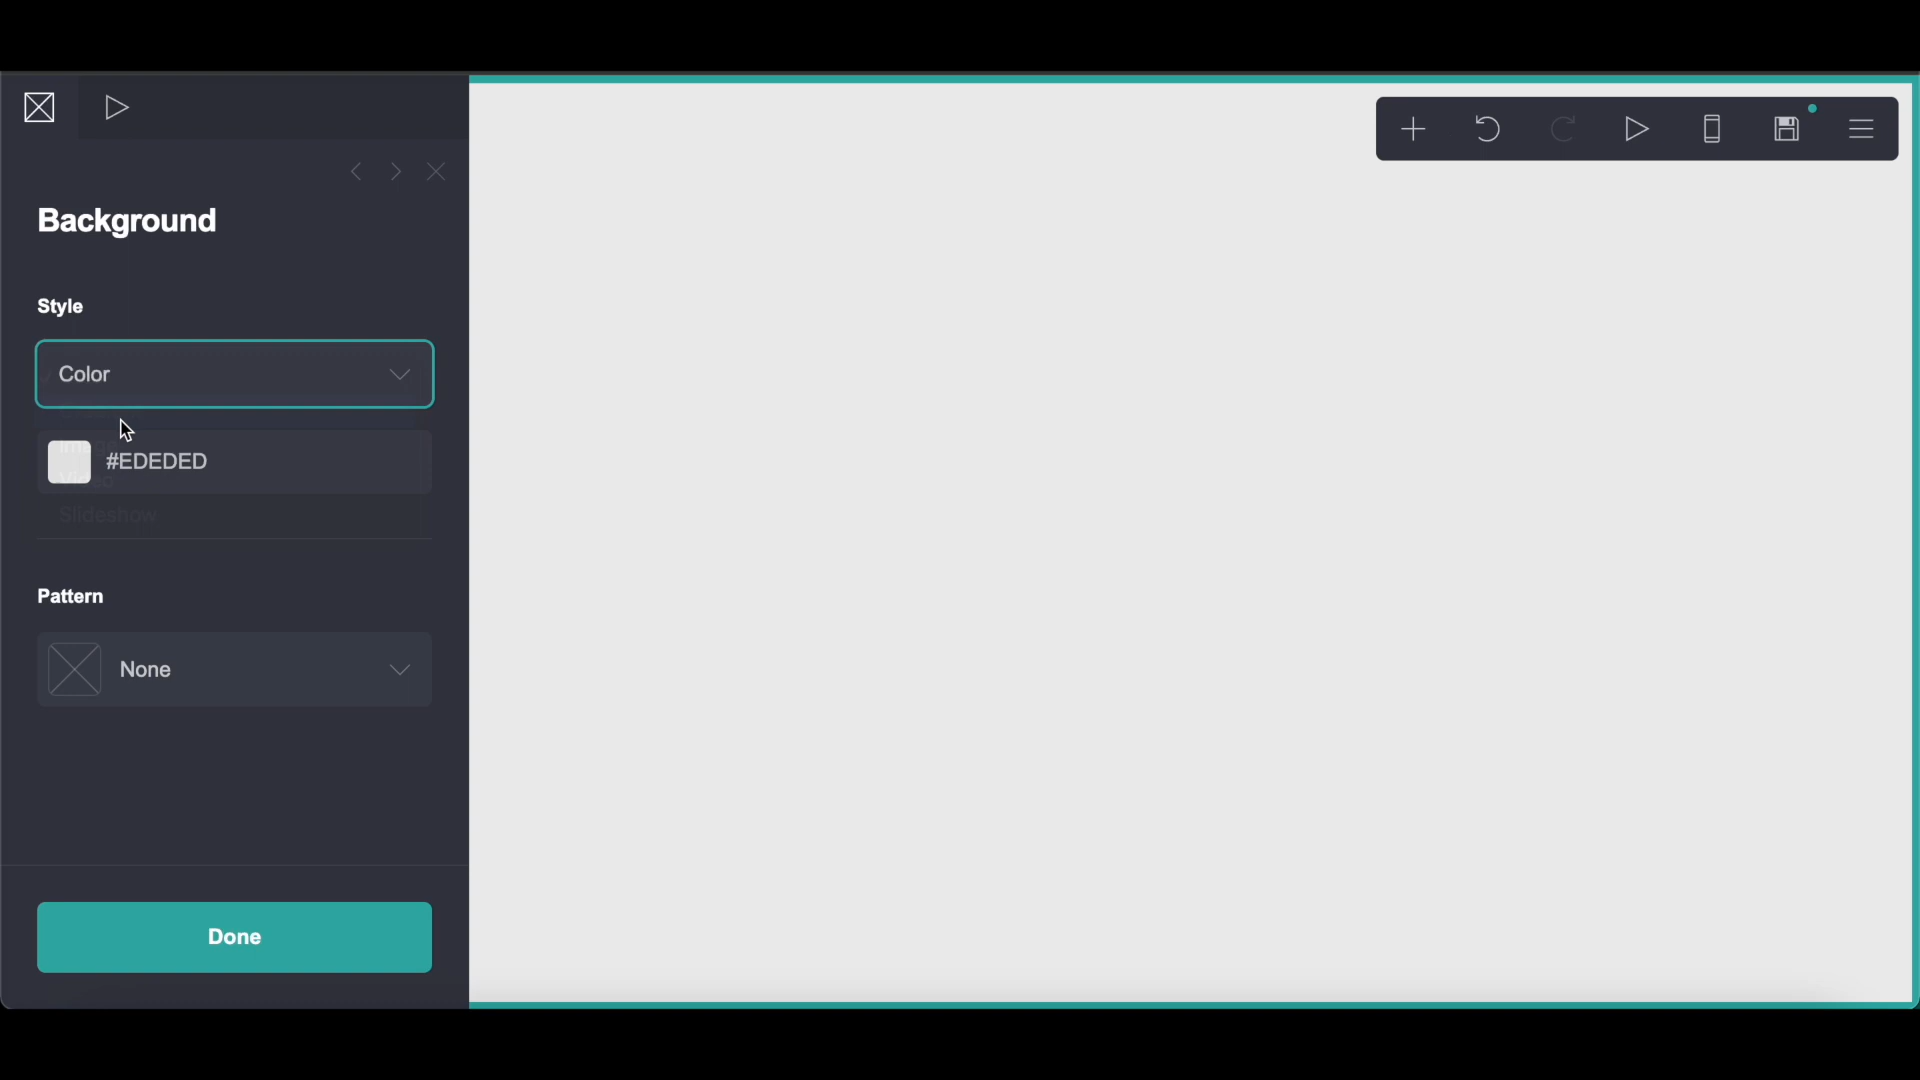 Background
Style
Color
#EDEDED
Slideshow
Pattern
None
Done